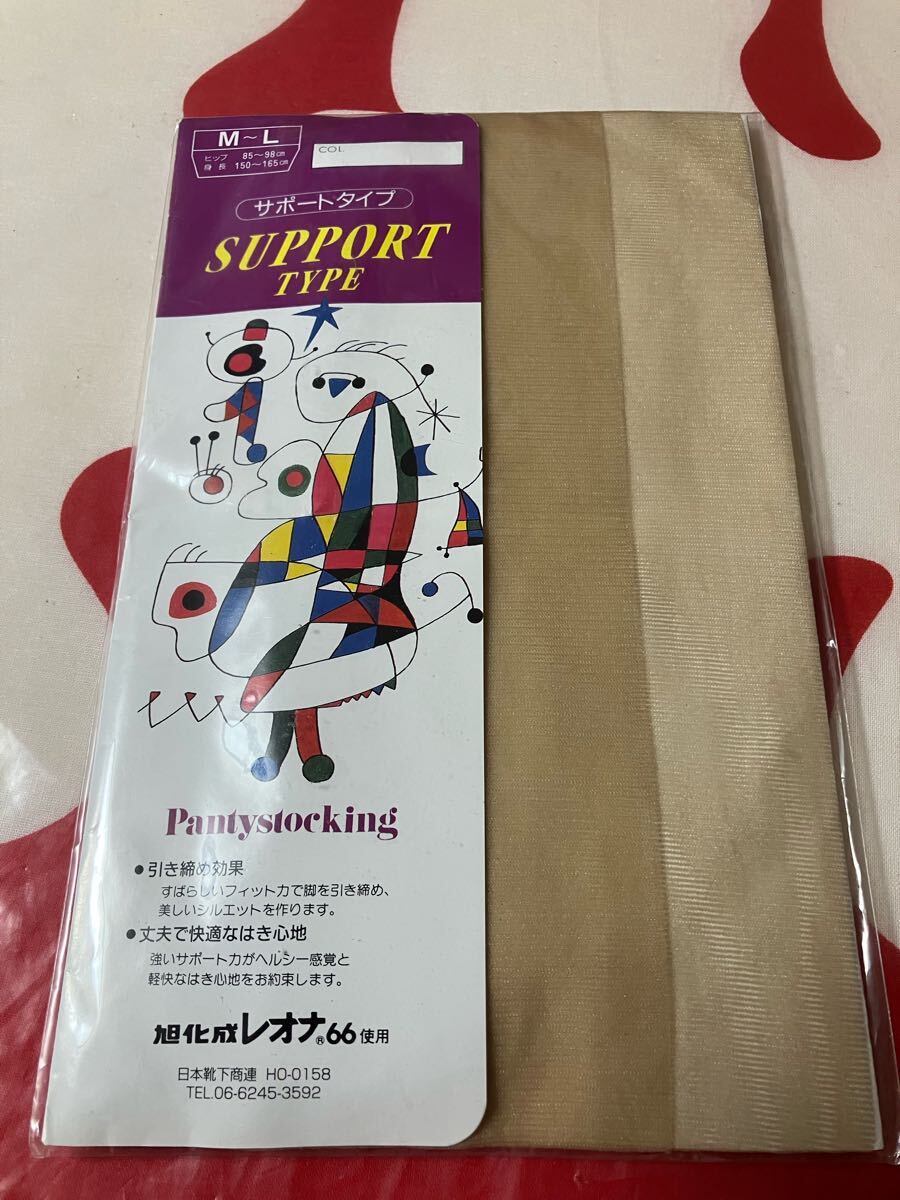 M～L
COL.
ヒップ 85～98cm
身長 150～165cm
サポートタイプ
SUPPORT
TYPE
Pantystocking
●引き締め効果
すばらしいフィット力で脚を引き締め、
美しいシルエットを作ります。
●丈夫で快適なはき心地
強いサポート力がヘルシー感覚と
軽快なはき心地をお約束します。
旭化成レオナ®66使用
日本靴下商連 HO-0158
TEL.06-6245-3592